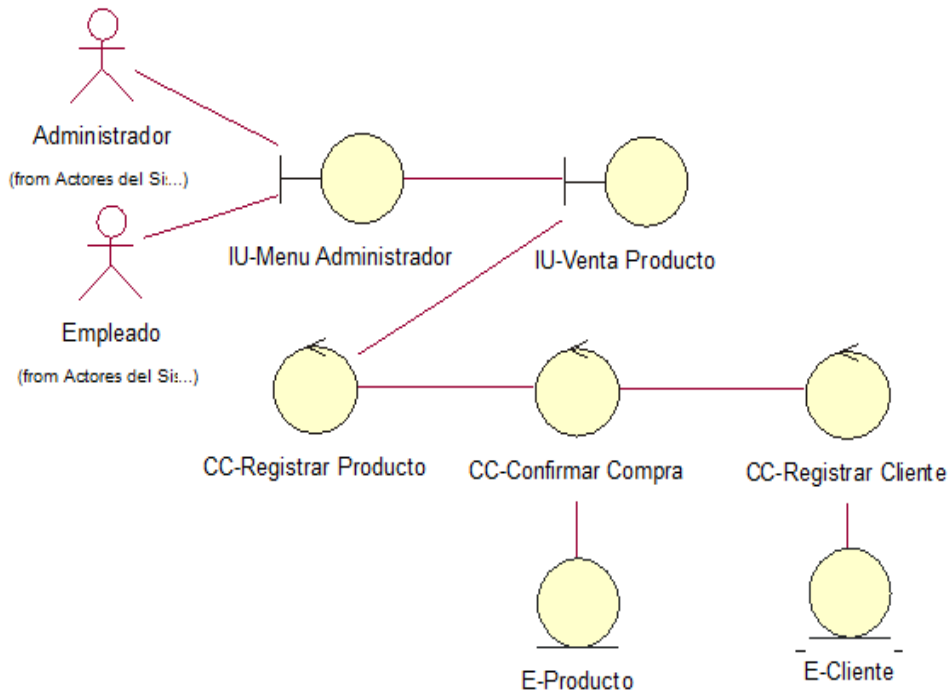 Administrador
(from Actores del Si:...)
IU-Menu Administrador
IU-Venta Producto
Empleado
(from Actores del Sis...)
CC-Registrar Producto
CC-Confirmar Compra
CC-Registrar Cliente
E-Producto
E-Cliente